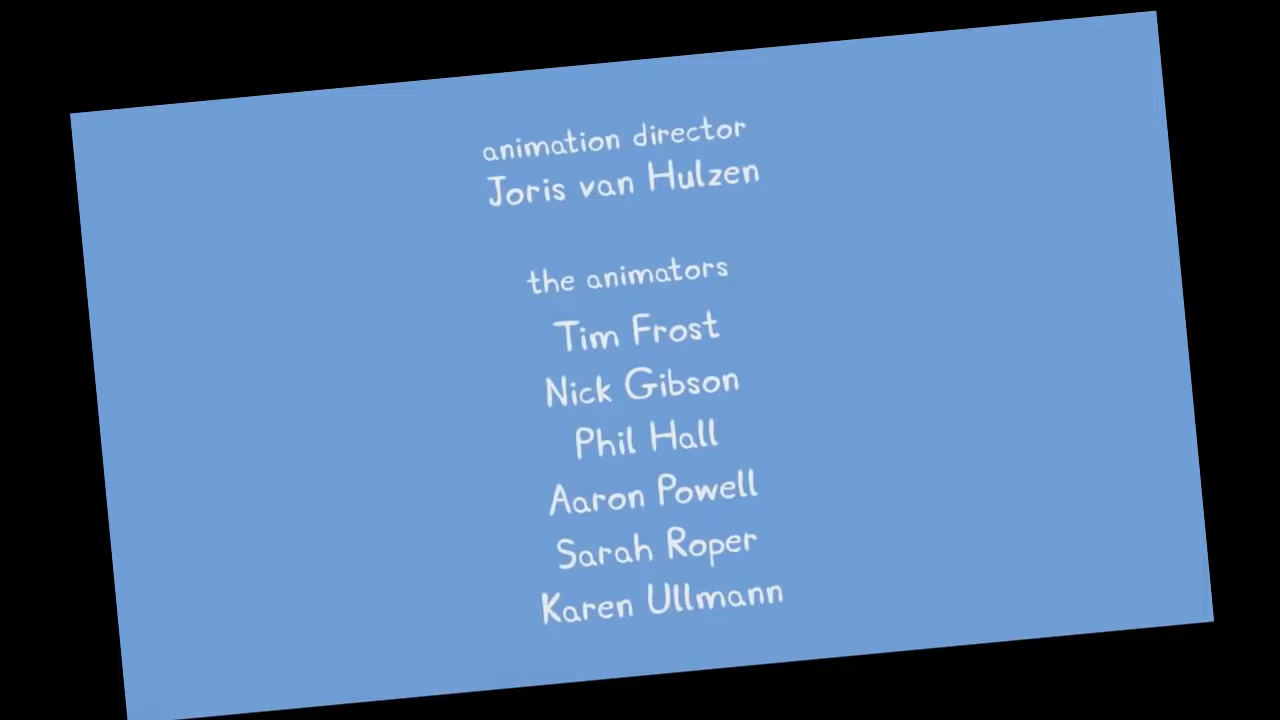 animation director
Joris van Hulzen
the animators
Tim Frost
Nick Gibson
Phil Hall
Aaron Powell
Sarah Roper
Karen Ullmann